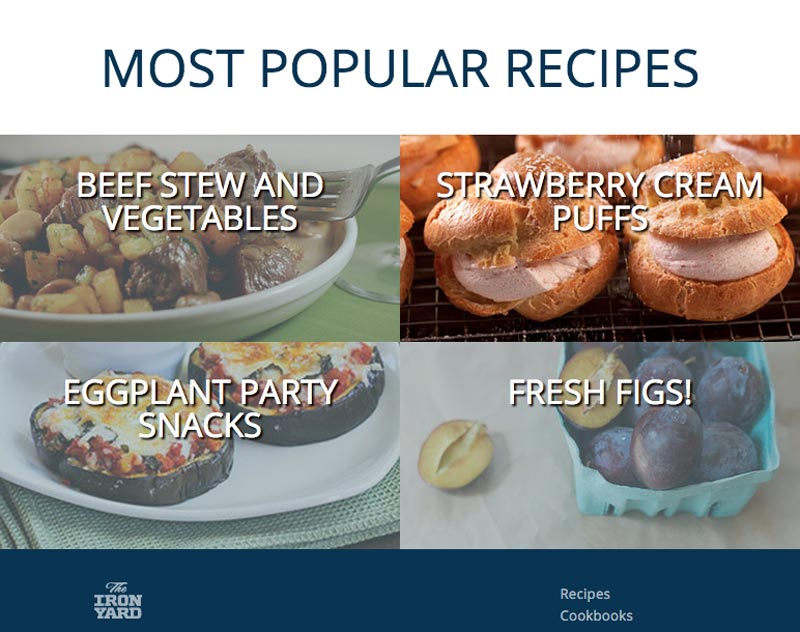 MOST POPULAR RECIPES
BEEF STEW AND
VEGETABLES
STRAWBERRY CREAM
PUFFS
EGGPLANT PARTY
SNACKS
FRESH FIGS!
The
IRON
YARD
Recipes
Cookbooks